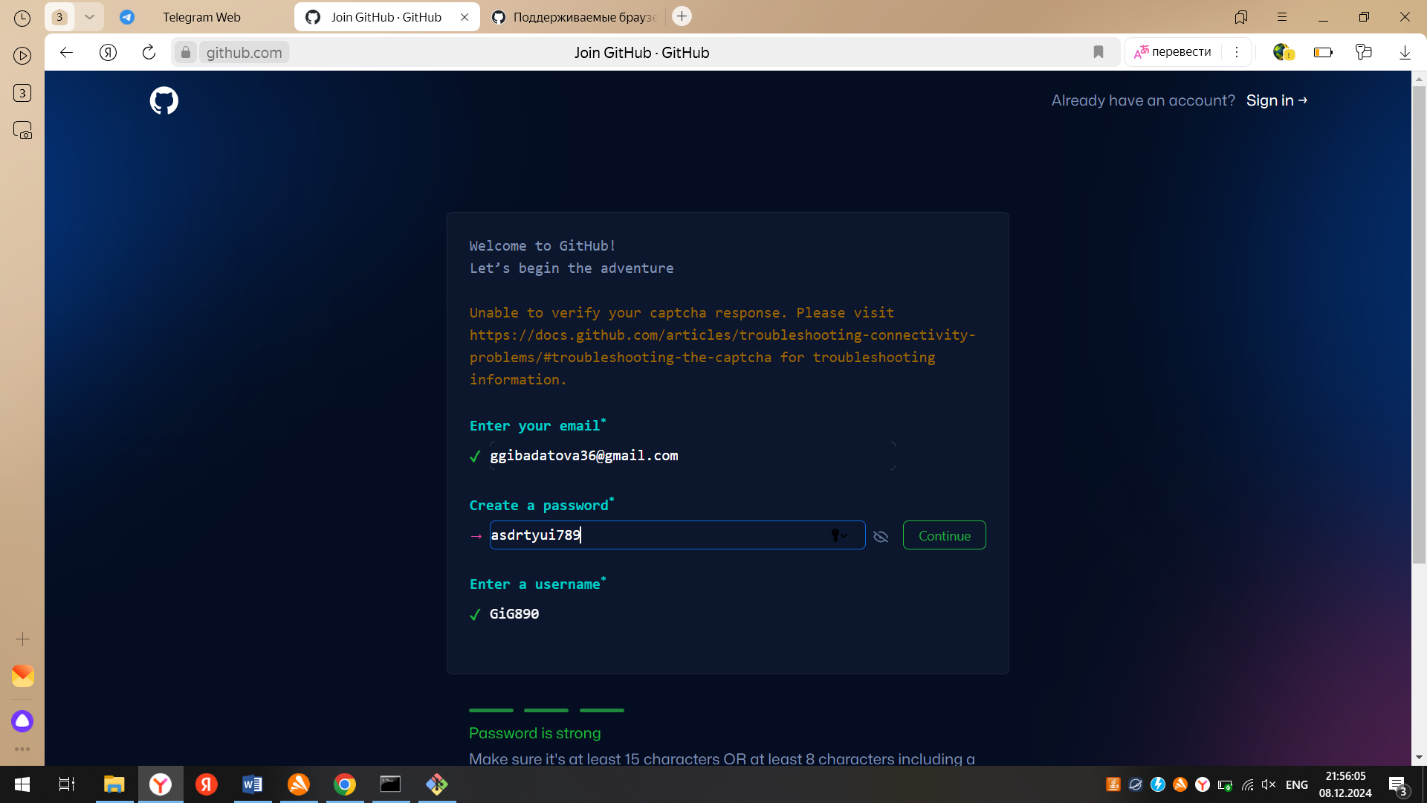 3
Telegram Web
Join GitHub · GitHub
Поддерживаемые брауз
github.com
Join GitHub · GitHub
перевести
3
Already have an account? Sign in →
Welcome to GitHub!
Let’s begin the adventure
Unable to verify your captcha response. Please visit
https://docs.github.com/articles/troubleshooting-connectivity-
problems/#troubleshooting-the-captcha for troubleshooting
information.
Enter your email*
✓ ggibadatova36@gmail.com
Create a password*
→ asdrtyui789
Continue
Enter a username*
✓ GiG890
Password is strong
Make sure it's at least 15 characters OR at least 8 characters including a
ENG
21:56:05
08.12.2024
3